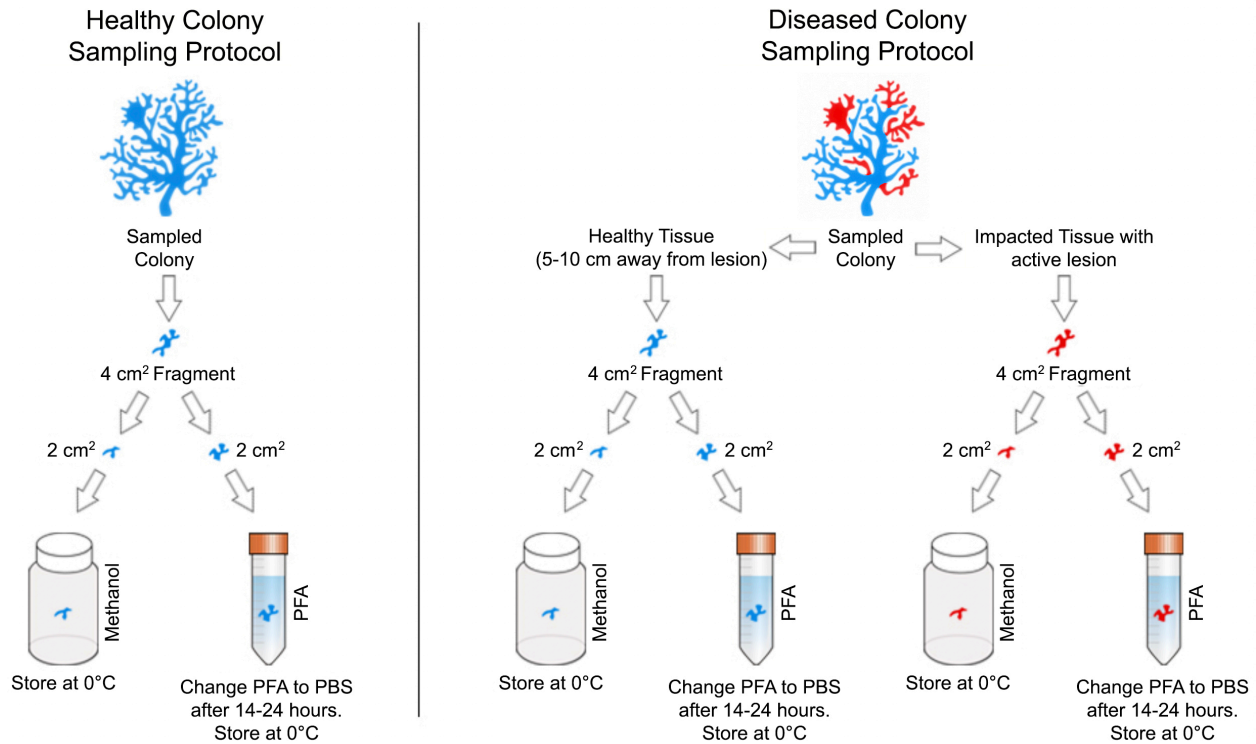 Healthy Colony
Sampling Protocol
Sampled
Colony
4 cm² Fragment
2 cm²
2 cm²
Methanol
PFA
Store at 0°C
Change PFA to PBS
after 14-24 hours.
Store at 0°C
Diseased Colony
Sampling Protocol
Healthy Tissue
(5-10 cm away from lesion)
Sampled
Colony
Impacted Tissue with
active lesion
4 cm² Fragment
2 cm²
2 cm²
Methanol
PFA
Store at 0°C
Change PFA to PBS
after 14-24 hours.
Store at 0°C
4 cm² Fragment
2 cm²
2 cm²
Methanol
PFA
Store at 0°C
Change PFA to PBS
after 14-24 hours.
Store at 0°C